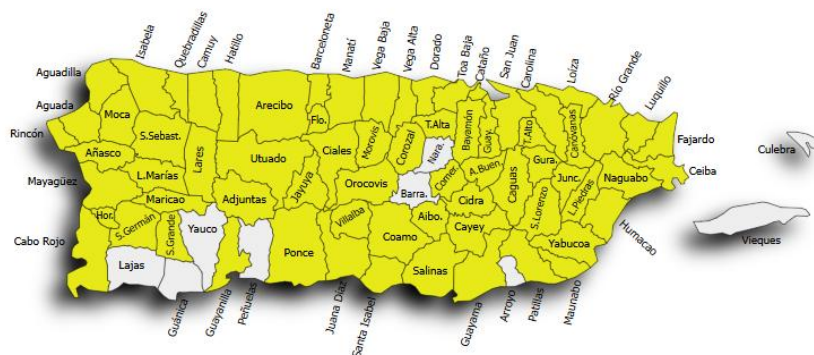 Isabela
Quebradillas
Camuy
Hatillo
Barceloneta
Manatí
Vega Baja
Vega Alta
Dorado
Toa Baja
Cataño
San Juan
Carolina
Loíza
Río Grande
Luquillo
Aguadilla
Aguada
Rincón
Mayagüez
Cabo Rojo
Moca
S.Sebast.
Añasco
L.Marías
Maricao
Hor.
S.Germán
S.Grande
Lajas
Yauco
Lares
Arecibo
Utuado
Adjuntas
Flo.
Ciales
Jayuya
Morovis
Orocovis
Corozal
Villalba
Ponce
Coamo
T.Alta
Nara.
Barra.
Comer.
Aibo.
Salinas
Bayamón
Guay.
A.Buen.
Cidra
Cayey
Caguas
T.Alto
Gura.
S.Lorenzo
Canóvanas
Junc.
L.Piedras
Naguabo
Yabucoa
Fajardo
Ceiba
Humacao
Culebra
Vieques
Guánica
Guayanilla
Peñuelas
Juana Díaz
Santa Isabel
Guayama
Arroyo
Patillas
Maunabo